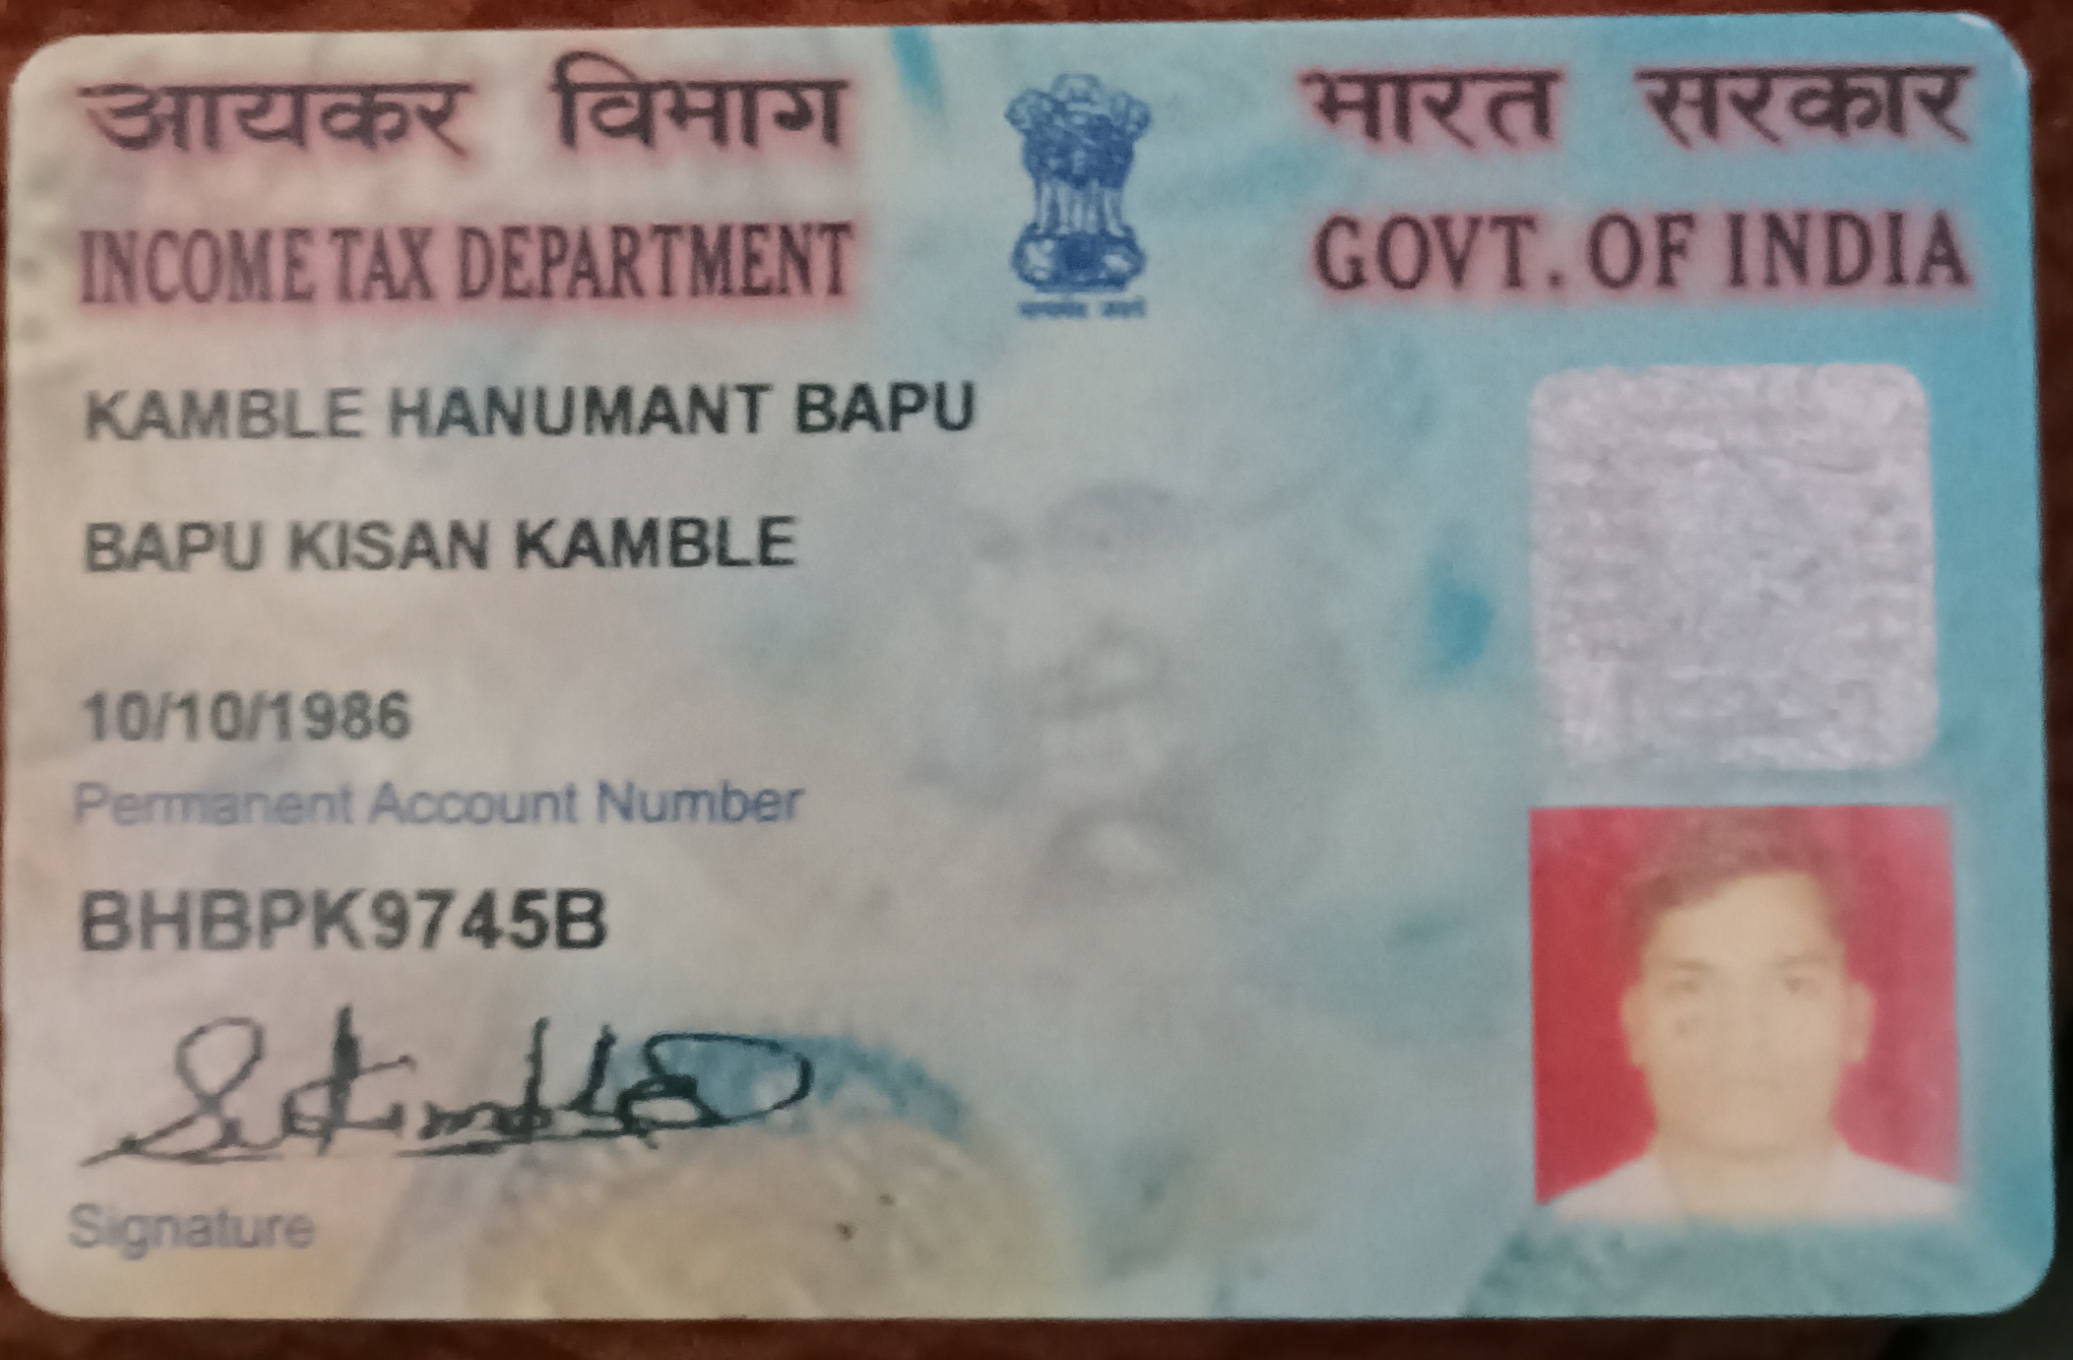 आयकर विभाग
INCOME TAX DEPARTMENT
भारत सरकार
GOVT. OF INDIA
KAMBLE HANUMANT BAPU
BAPU KISAN KAMBLE
10/10/1986
Permanent Account Number
BHBPK9745B
Signature